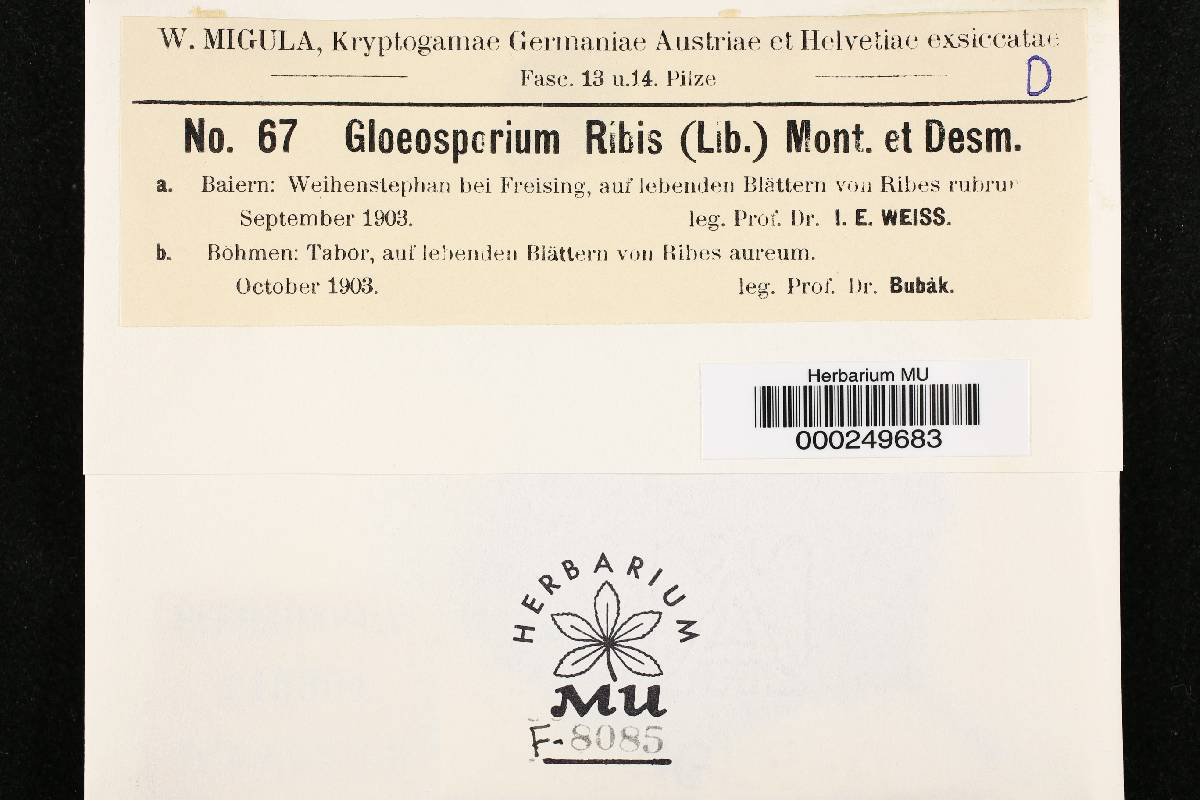 W. MIGULA, Kryptogamae Germaniae Austriae et Helvetiae exsiccatae
Fasc. 13 u.14. Pilze
D
No. 67 Gloeosporium Ribis (Lib.) Mont. et Desm.
a. Baiern: Weihenstephan bei Freising, auf lebenden Blättern von Ribes rubrum
September 1903. leg. Prof. Dr. I. E. WEISS.
b. Böhmen: Tabor, auf lebenden Blättern von Ribes aureum.
October 1903. leg. Prof. Dr. Bubák.
Herbarium MU
000249683
HERBARIUM
MU
F-8085